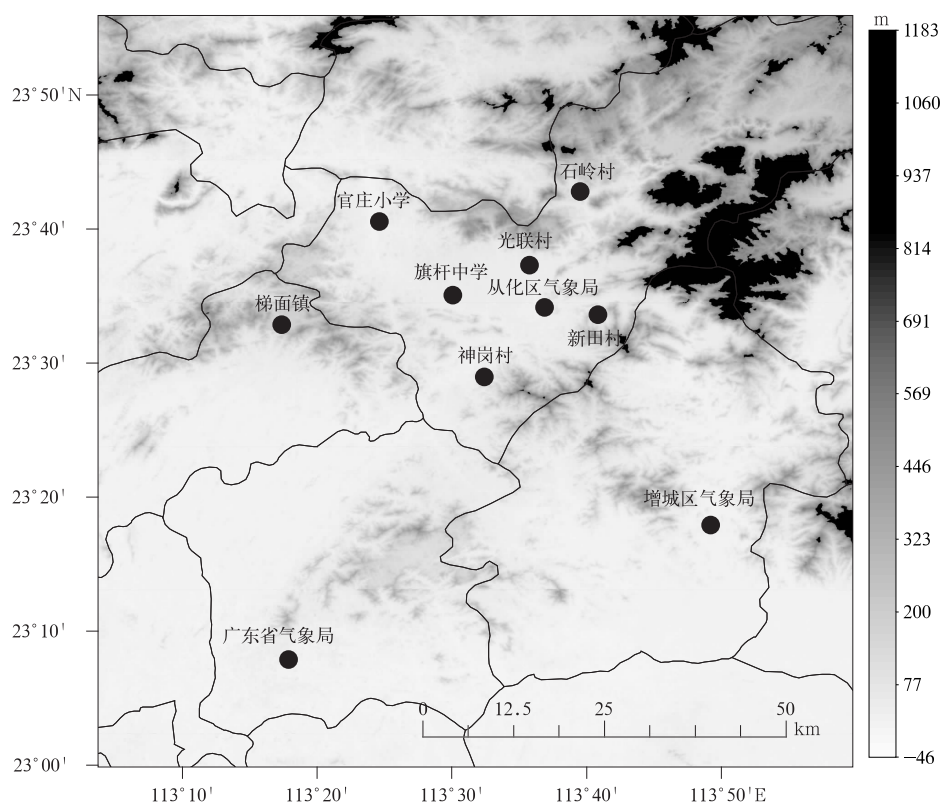 m
1183
1060
937
814
691
569
446
323
200
77
−46
23°50'N
23°40'
23°30'
23°20'
23°10'
23°00'
石岭村
官庄小学
光联村
旗杆中学
从化区气象局
梯面镇
新田村
神岗村
增城区气象局
广东省气象局
0 12.5 25 50
km
113°10' 113°20' 113°30' 113°40' 113°50'E